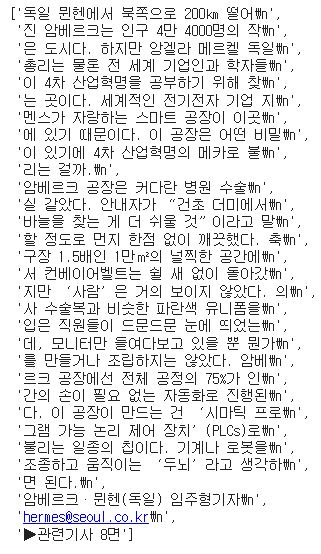 ['독일 뮌헨에서 북쪽으로 200km 떨어₩n',
'진 암베르크는 인구 4만 4000명의 작₩n',
'은 도시다. 하지만 앙겔라 메르켈 독일₩n',
'총리는 물론 전 세계 기업인과 학자들₩n',
'이 4차 산업혁명을 공부하기 위해 찾₩n',
'는 곳이다. 세계적인 전기전자 기업 지₩n',
'멘스가 자랑하는 스마트 공장이 이곳₩n',
'에 있기 때문이다. 이 공장은 어떤 비밀₩n',
'이 있기에 4차 산업혁명의 메카로 불₩n',
'리는 걸까.₩n',
'암베르크 공장은 커다란 병원 수술₩n',
'실 같았다. 안내자가 “건초 더미에서₩n',
'바늘을 찾는 게 더 쉬울 것”이라고 말₩n',
'할 정도로 먼지 한점 없이 깨끗했다. 축₩n',
'구장 1.5배인 1만㎡의 널찍한 공간에₩n',
'서 컨베이어벨트는 쉴 새 없이 돌아갔₩n',
'지만 ‘사람’은 거의 보이지 않았다. 의₩n',
'사 수술복과 비슷한 파란색 유니폼을₩n',
'입은 직원들이 드문드문 눈에 띄었는₩n',
'데, 모니터만 들여다보고 있을 뿐 뭔가₩n',
'를 만들거나 조립하지는 않았다. 암베₩n',
'르크 공장에선 전체 공정의 75%가 인₩n',
'간의 손이 필요 없는 자동화로 진행된₩n',
'다. 이 공장이 만드는 건 ‘시마틱 프로₩n',
'그램 가능 논리 제어 장치’(PLCs)로₩n',
'불리는 일종의 칩이다. 기계나 로봇을₩n',
'조종하고 움직이는 ‘두뇌’라고 생각하₩n',
'면 된다.₩n',
'암베르크·뮌헨(독일) 임주형기자₩n',
'hermes@seoul.co.kr₩n',
'▶관련기사 8면']